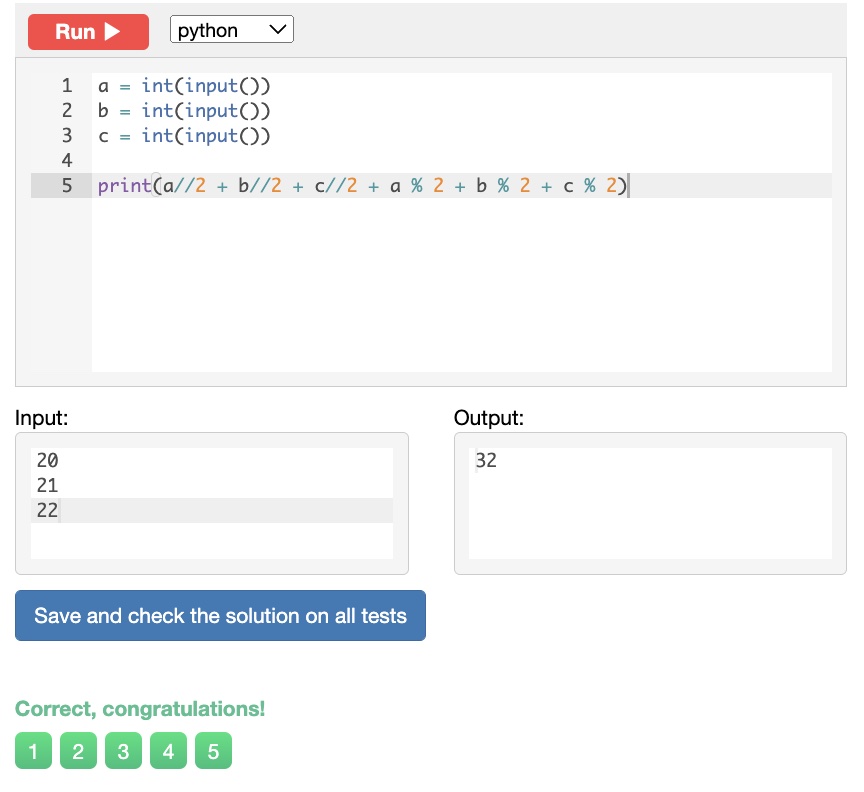 Run ▶ python
1 a = int(input())
2 b = int(input())
3 c = int(input())
4
5 print(a//2 + b//2 + c//2 + a % 2 + b % 2 + c % 2)
Input:
20
21
22
Output:
32
Save and check the solution on all tests
Correct, congratulations!
1 2 3 4 5